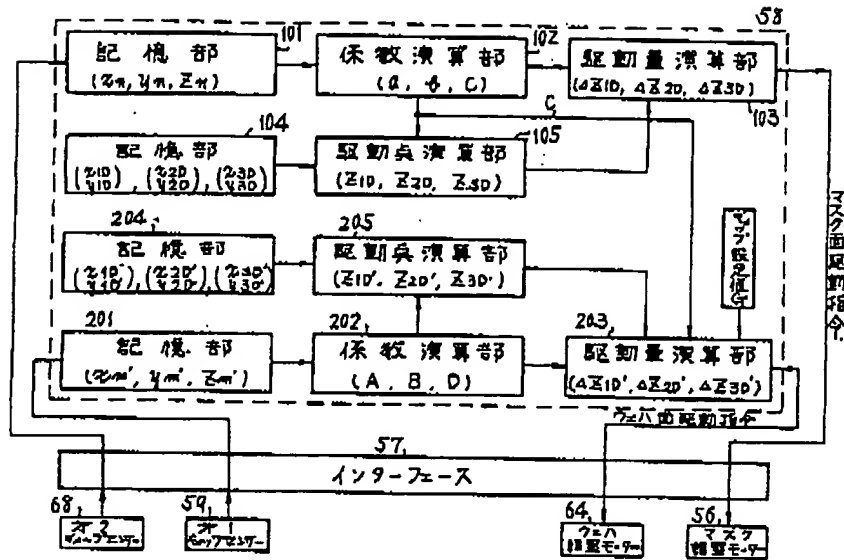 58
101
記憶部
(xn, yn, Zn)
102
係数演算部
(a, b, C)
駆動量演算部
(ΔZ1D, ΔZ2D, ΔZ3D)
103
C
104
記憶部
(x1D y1D), (x2D y2D), (x3D y3D)
105
駆動点演算部
(Z1D, Z2D, Z3D)
204
記憶部
(x1D' y1D'), (x2D' y2D'), (x3D' y3D')
205
駆動点演算部
(Z1D', Z2D', Z3D')
ギャップ設定値G
マスク面駆動指令
201
記憶部
(xm', ym', Zm')
202
係数演算部
(A, B, D)
203
駆動量演算部
(ΔZ1D', ΔZ2D', ΔZ3D')
ウェハ面駆動指令
57
インターフェース
68
第2
ギャップセンサー
59
第1
ギャップセンサー
64
ウェハ
調整モーター
56
マスク
調整モーター